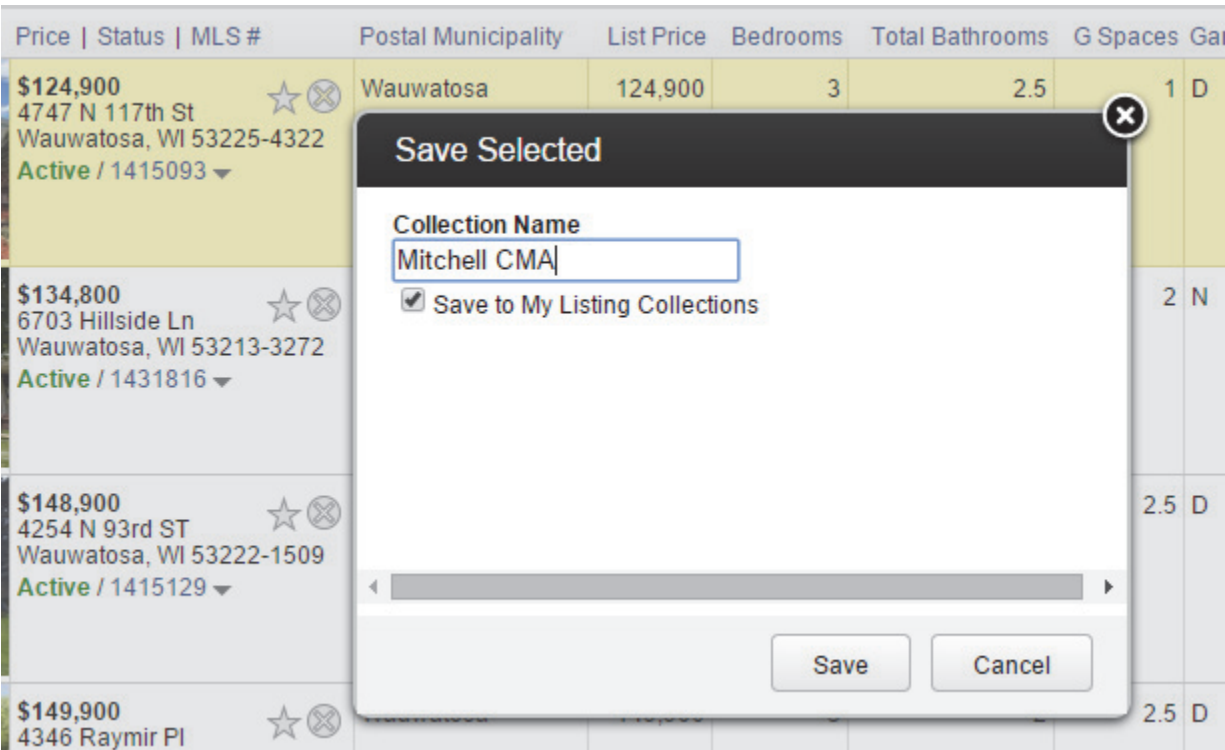 Price | Status | MLS # Postal Municipality List Price Bedrooms Total Bathrooms G Spaces
$124,900 Wauwatosa 124,900 3 2.5 1 D
4747 N 117th St
Wauwatosa, WI 53225-4322
Active / 1415093
Save Selected
Collection Name
Mitchell CMA
Save to My Listing Collections
$134,800 2 N
6703 Hillside Ln
Wauwatosa, WI 53213-3272
Active / 1431816
$148,900 2.5 D
4254 N 93rd ST
Wauwatosa, WI 53222-1509
Active / 1415129
Save Cancel
$149,900 2.5 D
4346 Raymir Pl